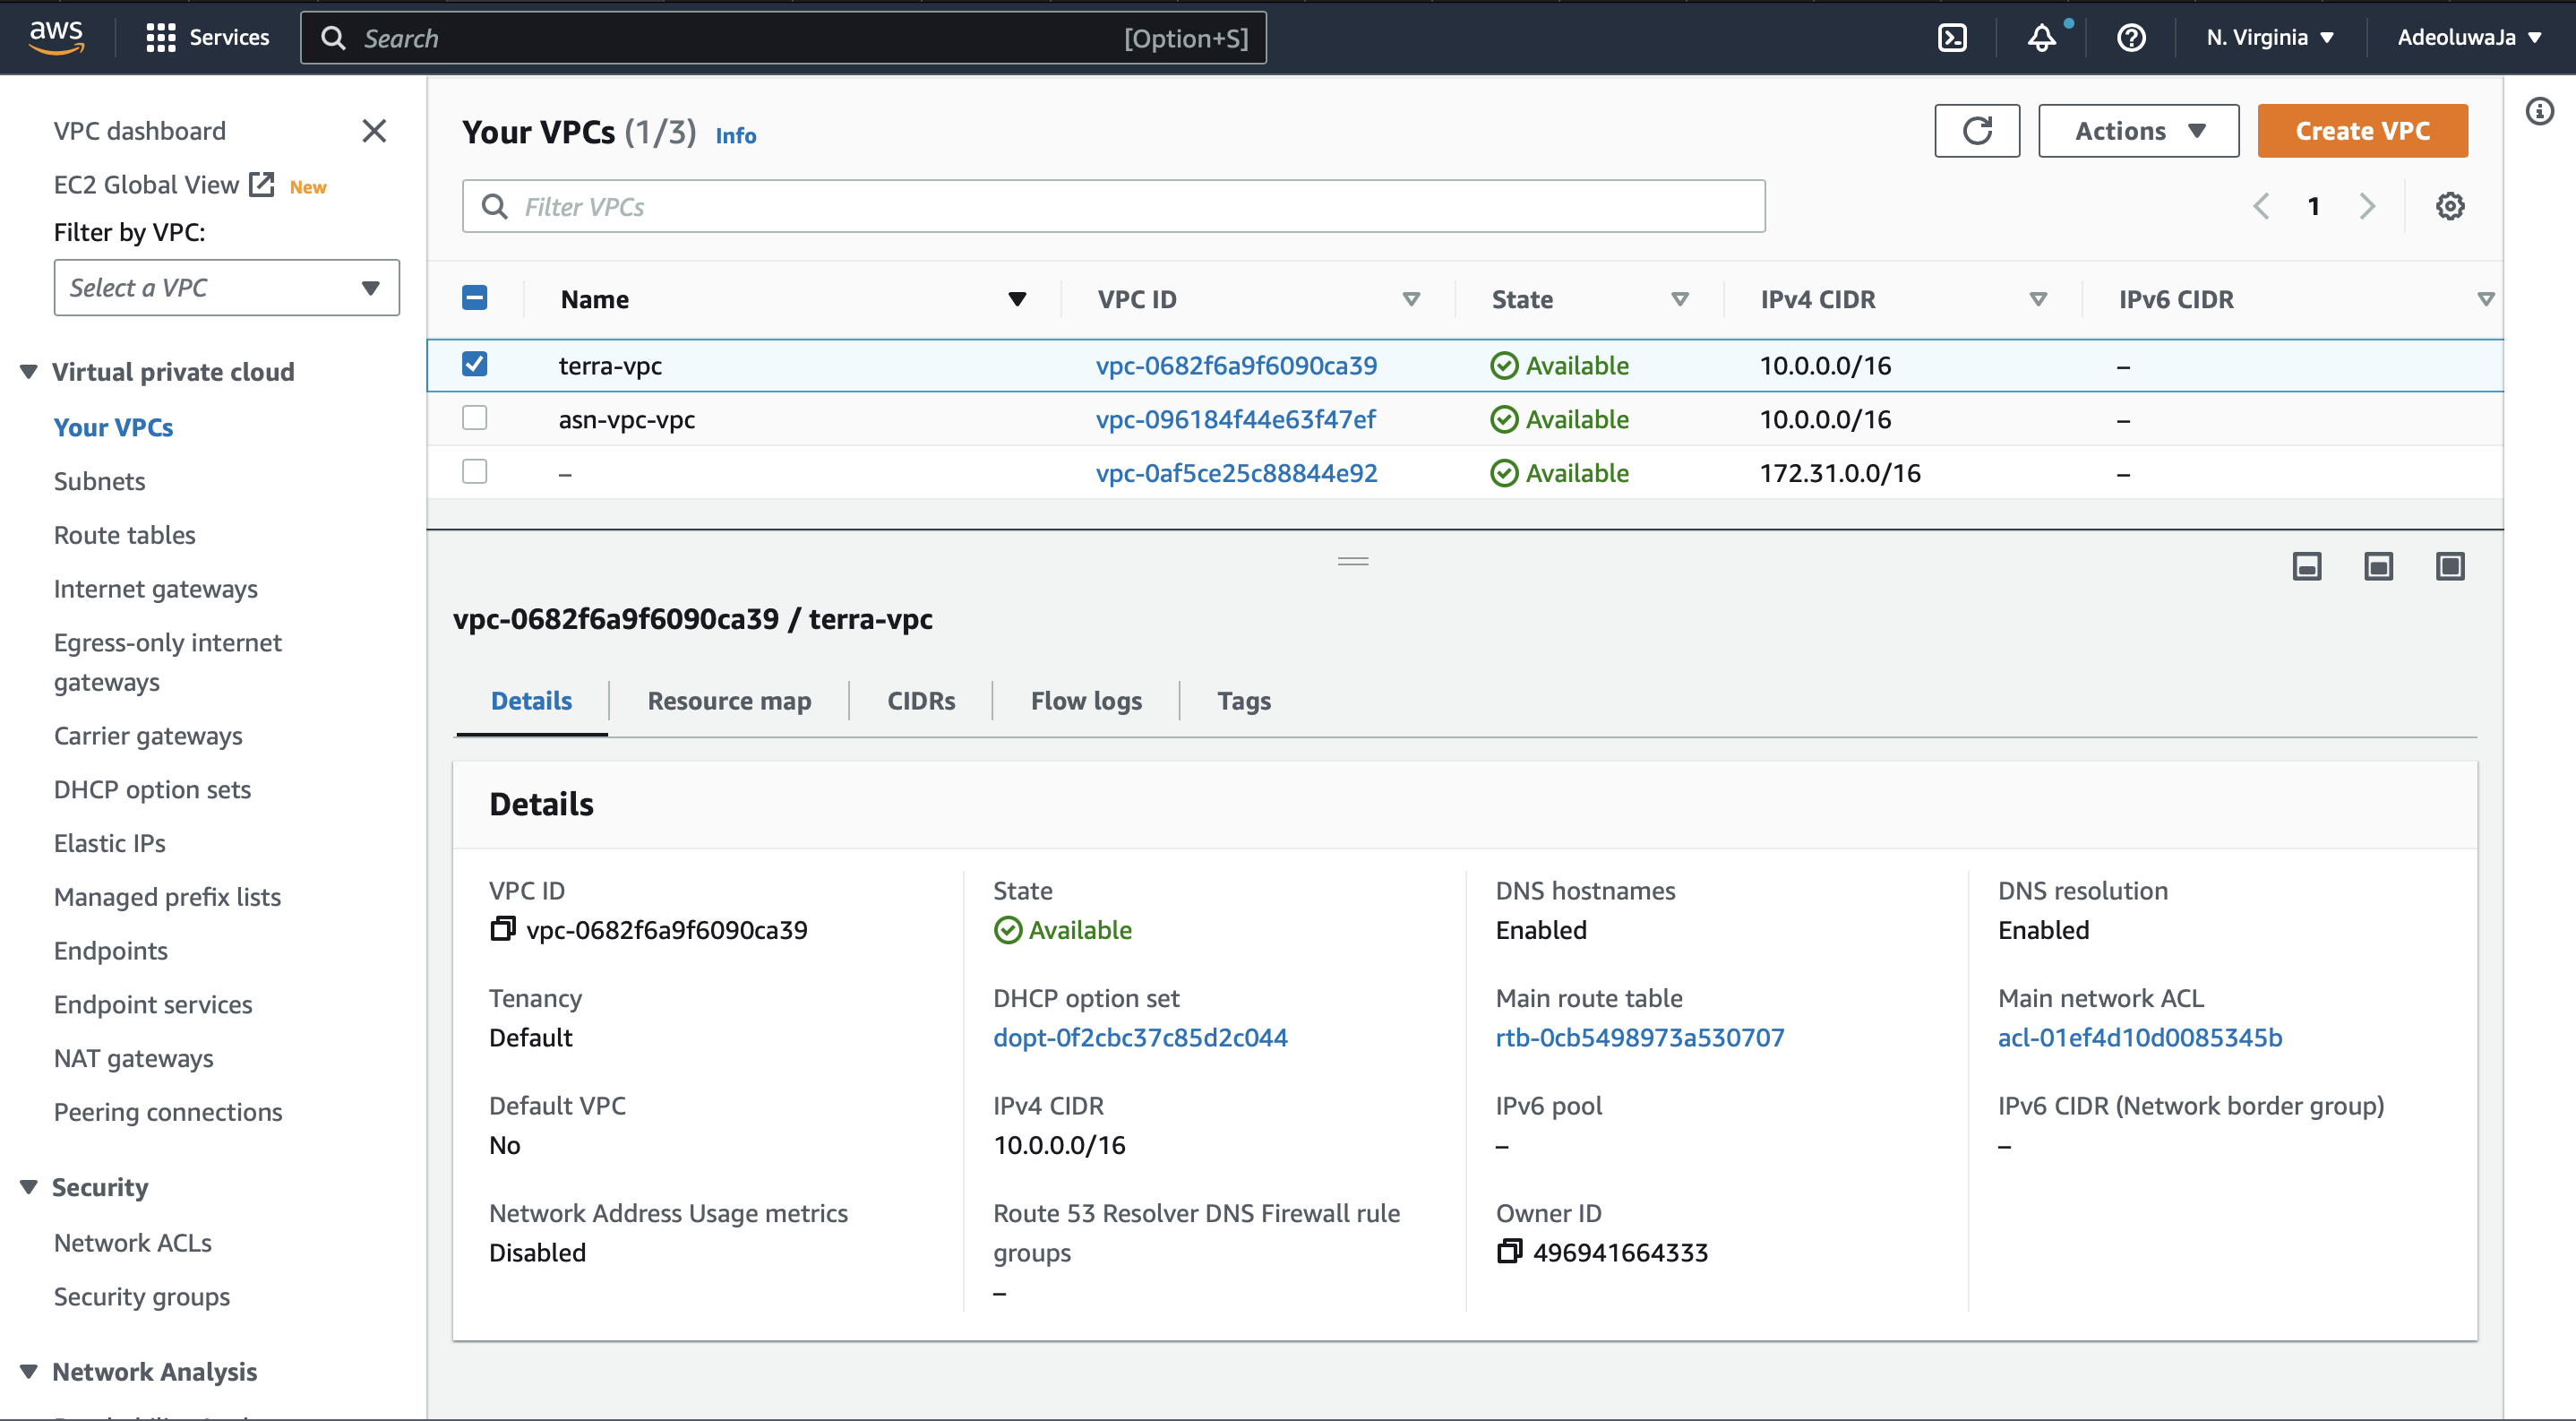 aws
Services
Search
[Option+S]
N. Virginia
AdeoluwaJa
VPC dashboard
EC2 Global View New
Filter by VPC:
Select a VPC
Virtual private cloud
Your VPCs
Subnets
Route tables
Internet gateways
Egress-only internet
gateways
Carrier gateways
DHCP option sets
Elastic IPs
Managed prefix lists
Endpoints
Endpoint services
NAT gateways
Peering connections
Security
Network ACLs
Security groups
Network Analysis
Your VPCs (1/3) Info
Actions
Create VPC
Filter VPCs
1
Name VPC ID State IPv4 CIDR IPv6 CIDR
terra-vpc vpc-0682f6a9f6090ca39 Available 10.0.0.0/16 –
asn-vpc-vpc vpc-096184f44e63f47ef Available 10.0.0.0/16 –
– vpc-0af5ce25c88844e92 Available 172.31.0.0/16 –
vpc-0682f6a9f6090ca39 / terra-vpc
Details Resource map CIDRs Flow logs Tags
Details
VPC ID
vpc-0682f6a9f6090ca39
State
Available
DNS hostnames
Enabled
DNS resolution
Enabled
Tenancy
Default
DHCP option set
dopt-0f2cbc37c85d2c044
Main route table
rtb-0cb5498973a530707
Main network ACL
acl-01ef4d10d0085345b
Default VPC
No
IPv4 CIDR
10.0.0.0/16
IPv6 pool
–
IPv6 CIDR (Network border group)
–
Network Address Usage metrics
Disabled
Route 53 Resolver DNS Firewall rule
groups
–
Owner ID
496941664333